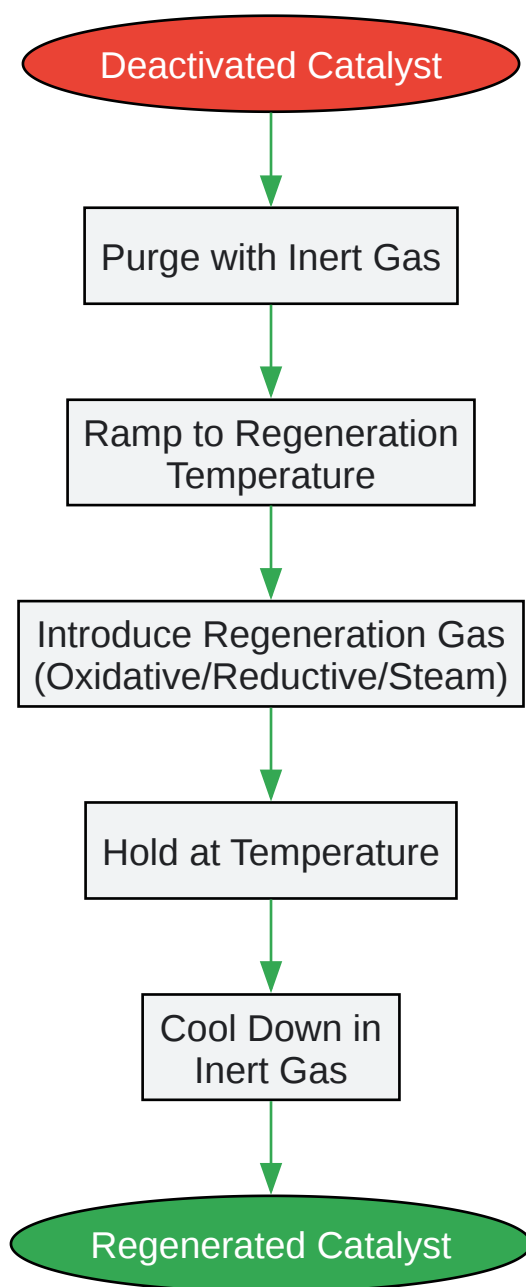 Deactivated Catalyst
Purge with Inert Gas
Ramp to Regeneration
Temperature
Introduce Regeneration Gas
(Oxidative/Reductive/Steam)
Hold at Temperature
Cool Down in
Inert Gas
Regenerated Catalyst